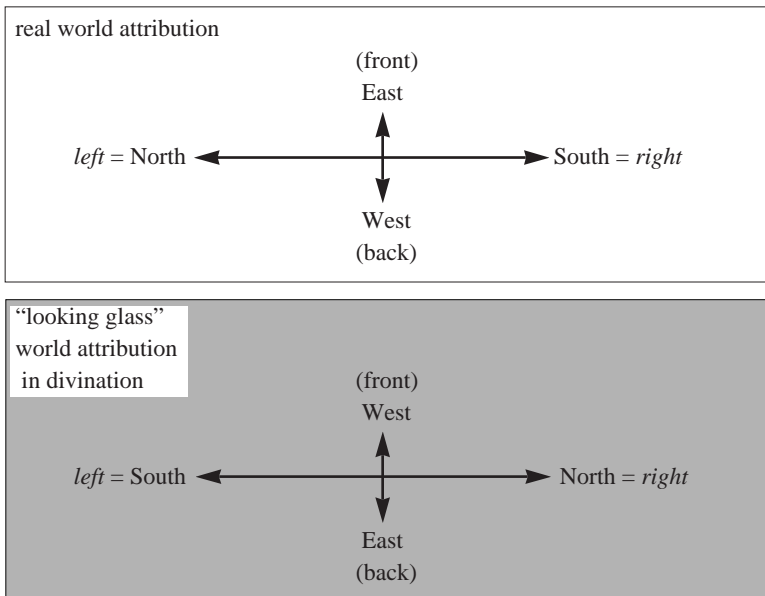 real world attribution
(front)
East
left = North
South = right
West
(back)
“looking glass”
world attribution
in divination
(front)
West
left = South
North = right
East
(back)